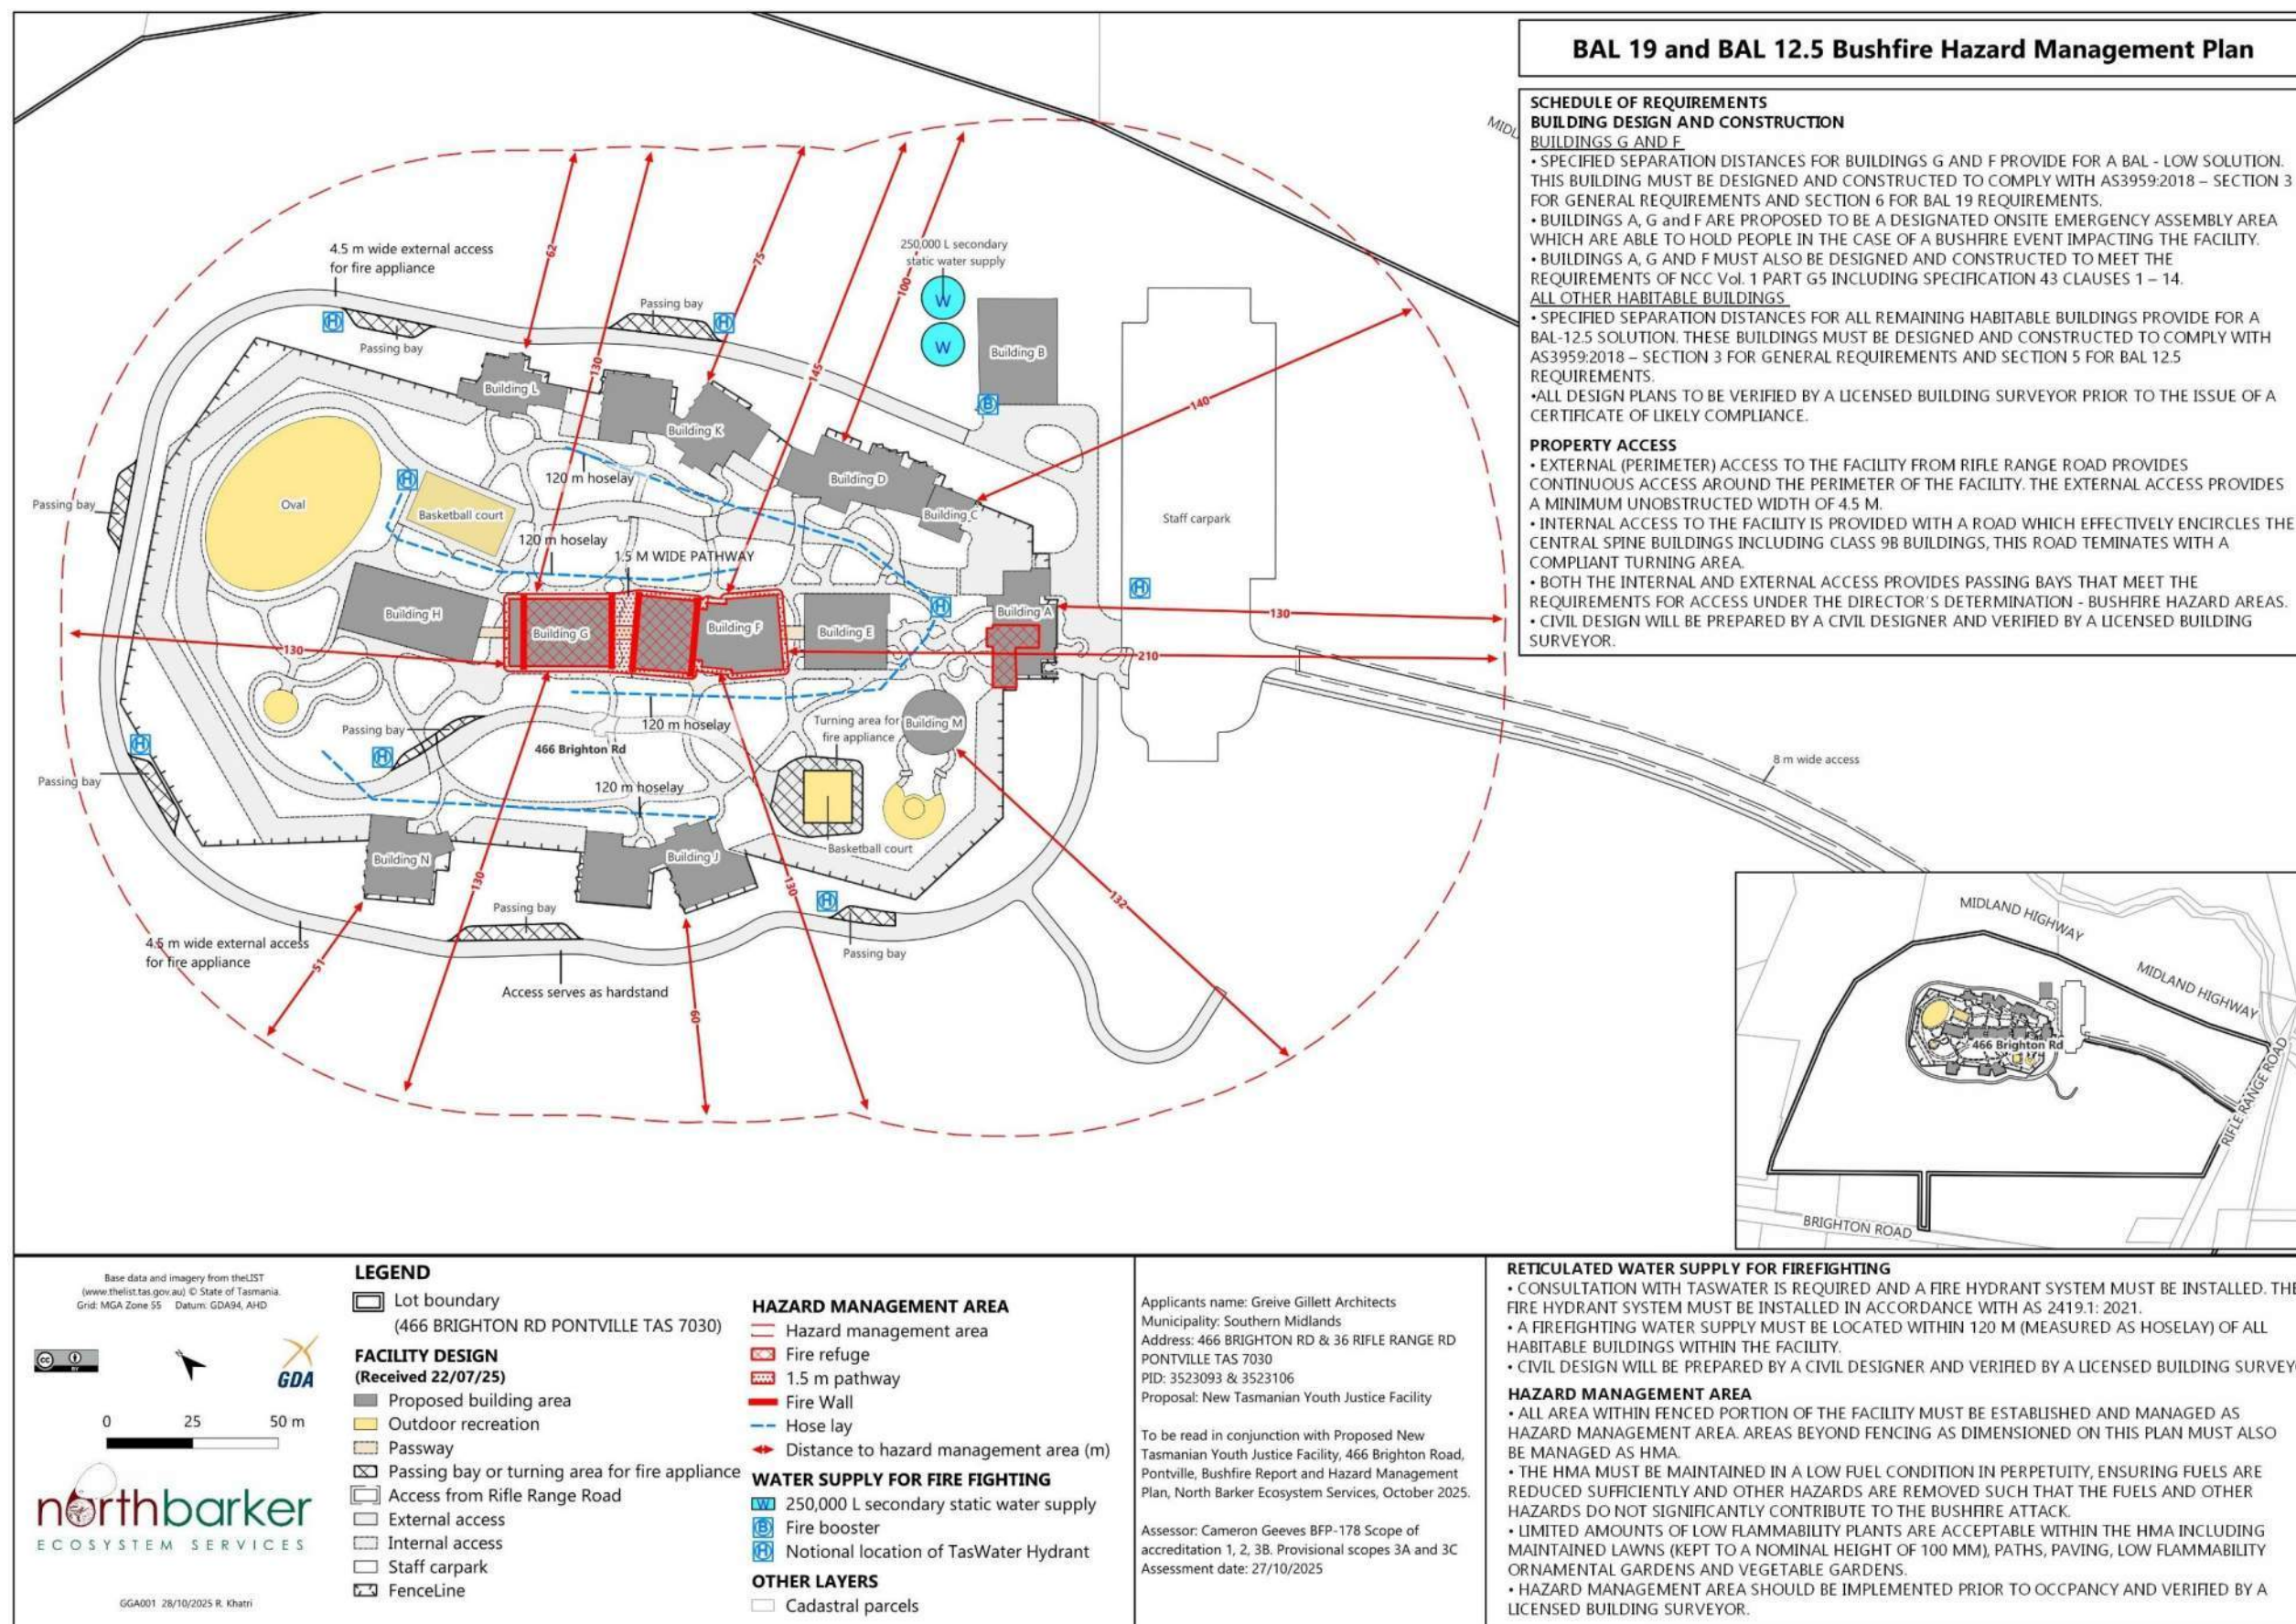 BAL 19 and BAL 12.5 Bushfire Hazard Management Plan
SCHEDULE OF REQUIREMENTS
BUILDING DESIGN AND CONSTRUCTION
BUILDINGS G AND F
• SPECIFIED SEPARATION DISTANCES FOR BUILDINGS G AND F PROVIDE FOR A BAL - LOW SOLUTION.
THIS BUILDING MUST BE DESIGNED AND CONSTRUCTED TO COMPLY WITH AS3959:2018 – SECTION 3
FOR GENERAL REQUIREMENTS AND SECTION 6 FOR BAL 19 REQUIREMENTS.
• BUILDINGS A, G and F ARE PROPOSED TO BE A DESIGNATED ONSITE EMERGENCY ASSEMBLY AREA
WHICH ARE ABLE TO HOLD PEOPLE IN THE CASE OF A BUSHFIRE EVENT IMPACTING THE FACILITY.
• BUILDINGS A, G AND F MUST ALSO BE DESIGNED AND CONSTRUCTED TO MEET THE
REQUIREMENTS OF NCC Vol. 1 PART G5 INCLUDING SPECIFICATION 43 CLAUSES 1 – 14.
ALL OTHER HABITABLE BUILDINGS
• SPECIFIED SEPARATION DISTANCES FOR ALL REMAINING HABITABLE BUILDINGS PROVIDE FOR A
BAL-12.5 SOLUTION. THESE BUILDINGS MUST BE DESIGNED AND CONSTRUCTED TO COMPLY WITH
AS3959:2018 – SECTION 3 FOR GENERAL REQUIREMENTS AND SECTION 5 FOR BAL 12.5
REQUIREMENTS.
•ALL DESIGN PLANS TO BE VERIFIED BY A LICENSED BUILDING SURVEYOR PRIOR TO THE ISSUE OF A
CERTIFICATE OF LIKELY COMPLIANCE.
PROPERTY ACCESS
• EXTERNAL (PERIMETER) ACCESS TO THE FACILITY FROM RIFLE RANGE ROAD PROVIDES
CONTINUOUS ACCESS AROUND THE PERIMETER OF THE FACILITY. THE EXTERNAL ACCESS PROVIDES
A MINIMUM UNOBSTRUCTED WIDTH OF 4.5 M.
• INTERNAL ACCESS TO THE FACILITY IS PROVIDED WITH A ROAD WHICH EFFECTIVELY ENCIRCLES THE
CENTRAL SPINE BUILDINGS INCLUDING CLASS 9B BUILDINGS, THIS ROAD TEMINATES WITH A
COMPLIANT TURNING AREA.
• BOTH THE INTERNAL AND EXTERNAL ACCESS PROVIDES PASSING BAYS THAT MEET THE
REQUIREMENTS FOR ACCESS UNDER THE DIRECTOR'S DETERMINATION - BUSHFIRE HAZARD AREAS.
• CIVIL DESIGN WILL BE PREPARED BY A CIVIL DESIGNER AND VERIFIED BY A LICENSED BUILDING
SURVEYOR.
MIDL
4.5 m wide external access
for fire appliance
62
130
75
145
100
250,000 L secondary
static water supply
W
W
H
Passing bay
Passing bay
H
Building B
B
140
Building L
Building K
Building D
Building C
Staff carpark
120 m hoselay
H
Passing bay
Oval
Basketball court
120 m hoselay
1.5 M WIDE PATHWAY
H
H
Building H
Building G
Building F
Building E
Building A
130
130
210
120 m hoselay
Passing bay
H
466 Brighton Rd
Turning area for
fire appliance
Building M
H
Passing bay
8 m wide access
120 m hoselay
Basketball court
Building N
Building J
130
130
132
H
Passing bay
Passing bay
4.5 m wide external access
for fire appliance
51
Access serves as hardstand
60
MIDLAND HIGHWAY
MIDLAND HIGHWAY
466 Brighton Rd
RIFLE RANGE ROAD
BRIGHTON ROAD
Base data and imagery from theLIST
(www.thelist.tas.gov.au) © State of Tasmania.
Grid: MGA Zone 55 Datum: GDA94, AHD
cc
BY
GDA
0 25 50 m
northbarker
ECOSYSTEM SERVICES
GGA001 28/10/2025 R. Khatri
LEGEND
Lot boundary
(466 BRIGHTON RD PONTVILLE TAS 7030)
FACILITY DESIGN
(Received 22/07/25)
Proposed building area
Outdoor recreation
Passway
Passing bay or turning area for fire appliance
Access from Rifle Range Road
External access
Internal access
Staff carpark
FenceLine
HAZARD MANAGEMENT AREA
Hazard management area
Fire refuge
1.5 m pathway
Fire Wall
Hose lay
Distance to hazard management area (m)
WATER SUPPLY FOR FIRE FIGHTING
W 250,000 L secondary static water supply
B Fire booster
H Notional location of TasWater Hydrant
OTHER LAYERS
Cadastral parcels
Applicants name: Greive Gillett Architects
Municipality: Southern Midlands
Address: 466 BRIGHTON RD & 36 RIFLE RANGE RD
PONTVILLE TAS 7030
PID: 3523093 & 3523106
Proposal: New Tasmanian Youth Justice Facility
To be read in conjunction with Proposed New
Tasmanian Youth Justice Facility, 466 Brighton Road,
Pontville, Bushfire Report and Hazard Management
Plan, North Barker Ecosystem Services, October 2025.
Assessor: Cameron Geeves BFP-178 Scope of
accreditation 1, 2, 3B. Provisional scopes 3A and 3C
Assessment date: 27/10/2025
RETICULATED WATER SUPPLY FOR FIREFIGHTING
• CONSULTATION WITH TASWATER IS REQUIRED AND A FIRE HYDRANT SYSTEM MUST BE INSTALLED. THE
FIRE HYDRANT SYSTEM MUST BE INSTALLED IN ACCORDANCE WITH AS 2419.1: 2021.
• A FIREFIGHTING WATER SUPPLY MUST BE LOCATED WITHIN 120 M (MEASURED AS HOSELAY) OF ALL
HABITABLE BUILDINGS WITHIN THE FACILITY.
• CIVIL DESIGN WILL BE PREPARED BY A CIVIL DESIGNER AND VERIFIED BY A LICENSED BUILDING SURVEY
HAZARD MANAGEMENT AREA
• ALL AREA WITHIN FENCED PORTION OF THE FACILITY MUST BE ESTABLISHED AND MANAGED AS
HAZARD MANAGEMENT AREA. AREAS BEYOND FENCING AS DIMENSIONED ON THIS PLAN MUST ALSO
BE MANAGED AS HMA.
• THE HMA MUST BE MAINTAINED IN A LOW FUEL CONDITION IN PERPETUITY, ENSURING FUELS ARE
REDUCED SUFFICIENTLY AND OTHER HAZARDS ARE REMOVED SUCH THAT THE FUELS AND OTHER
HAZARDS DO NOT SIGNIFICANTLY CONTRIBUTE TO THE BUSHFIRE ATTACK.
• LIMITED AMOUNTS OF LOW FLAMMABILITY PLANTS ARE ACCEPTABLE WITHIN THE HMA INCLUDING
MAINTAINED LAWNS (KEPT TO A NOMINAL HEIGHT OF 100 MM), PATHS, PAVING, LOW FLAMMABILITY
ORNAMENTAL GARDENS AND VEGETABLE GARDENS.
• HAZARD MANAGEMENT AREA SHOULD BE IMPLEMENTED PRIOR TO OCCPANCY AND VERIFIED BY A
LICENSED BUILDING SURVEYOR.